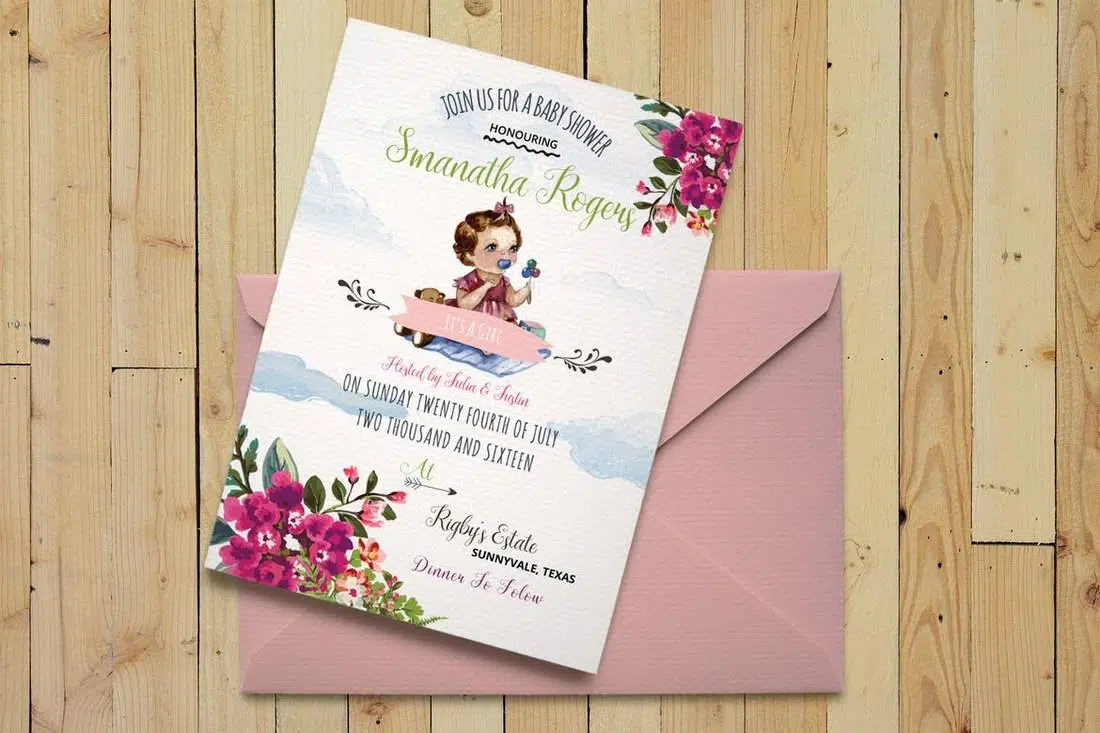 JOIN US FOR A BABY SHOWER
HONOURING
Smanatha Rogers
IT'S A GIRL
Hosted by Julia & Justin
ON SUNDAY TWENTY FOURTH OF JULY
TWO THOUSAND AND SIXTEEN
At
Rigby's Estate
SUNNYVALE, TEXAS
Dinner To Folow